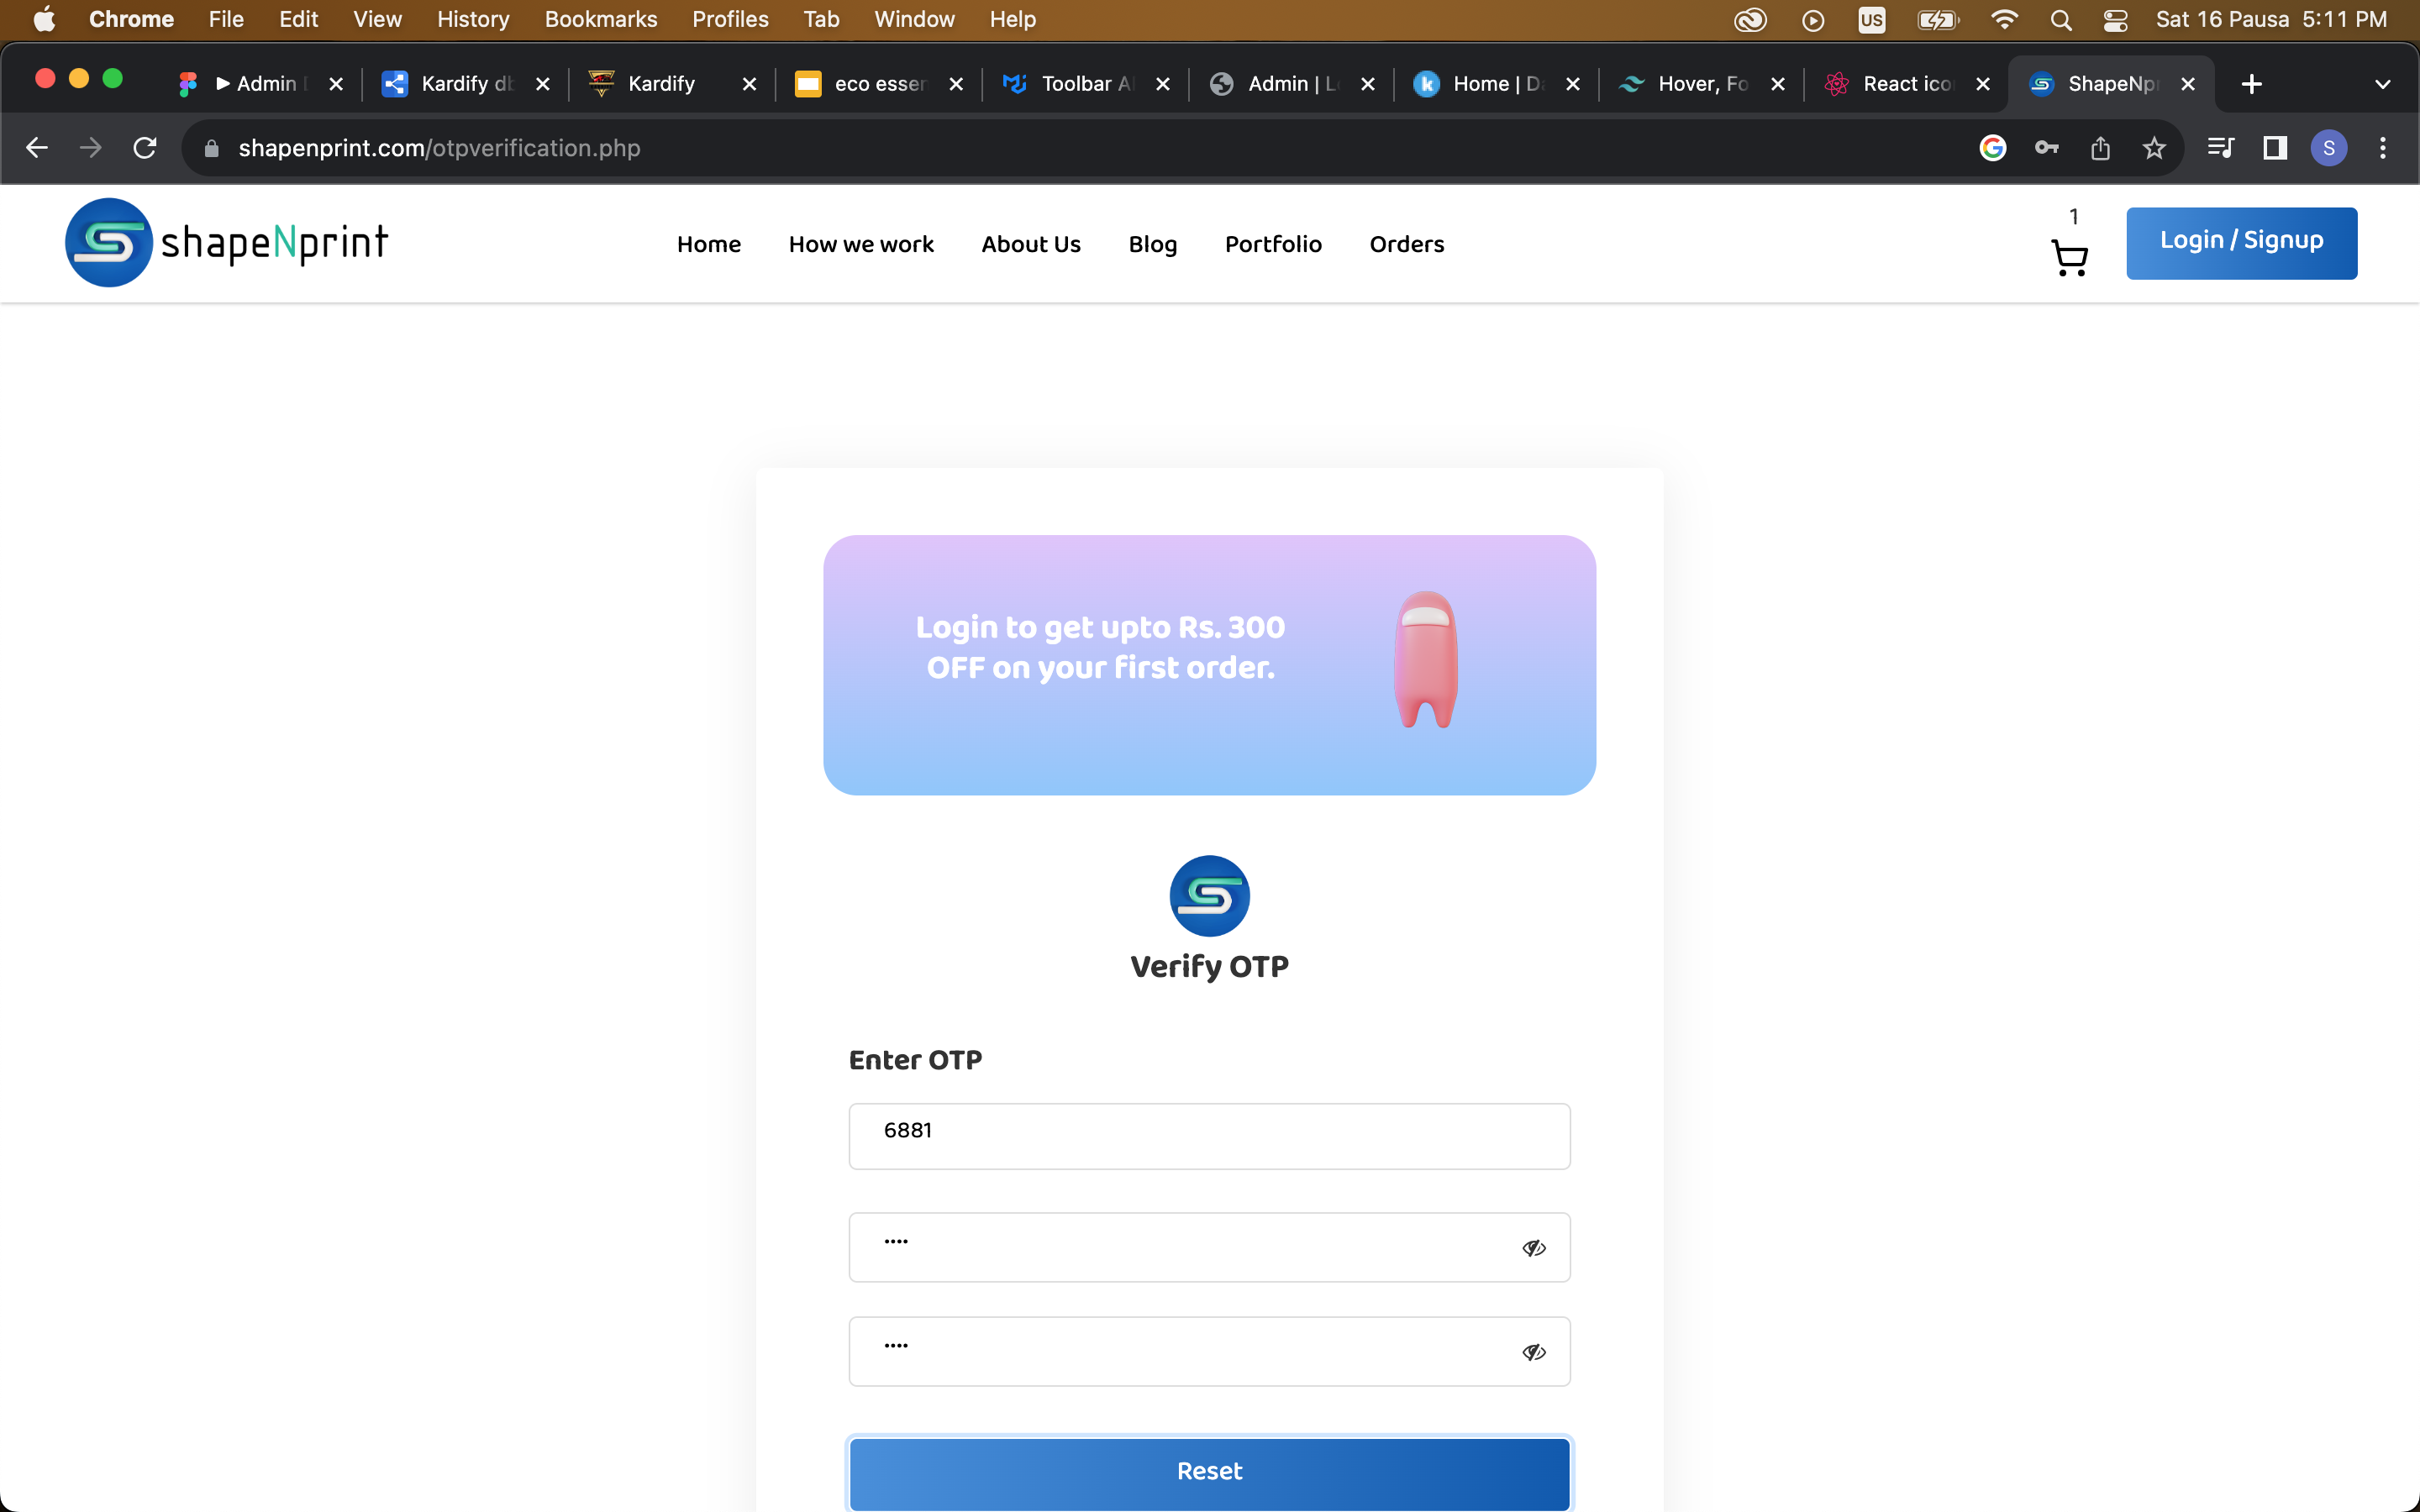 Chrome File Edit View History Bookmarks Profiles Tab Window Help US Sat 16 Pausa 5:11 PM
Admin Kardify db Kardify eco essen Toolbar A Admin | L Home | D Hover, Fo React ico ShapeNp
shapenprint.com/otpverification.php S
shapeNprint Home How we work About Us Blog Portfolio Orders 1 Login / Signup
Login to get upto Rs. 300
OFF on your first order.
Verify OTP
Enter OTP
6881
••••
••••
Reset